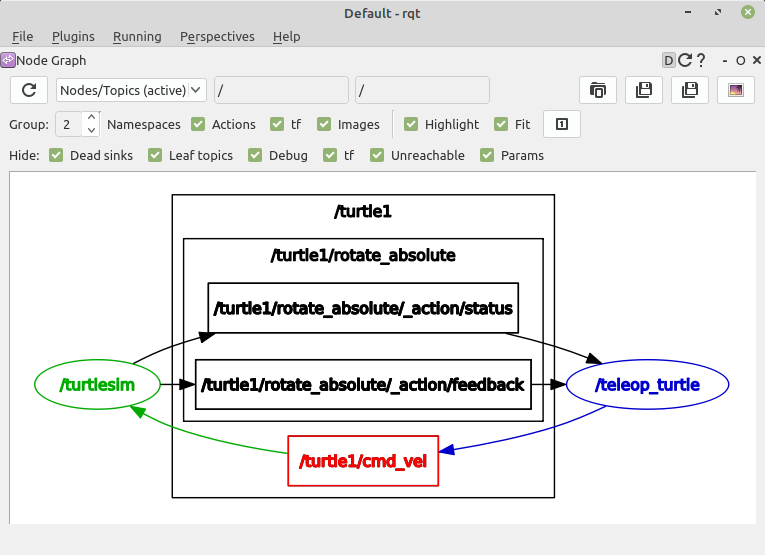 Default - rqt
File Plugins Running Perspectives Help
Node Graph D ? - O ×
Nodes/Topics (active) / /
Group: 2 Namespaces Actions tf Images Highlight Fit 1
Hide: Dead sinks Leaf topics Debug tf Unreachable Params
/turtle1
/turtle1/rotate_absolute
/turtle1/rotate_absolute/_action/status
/turtlesim
/turtle1/rotate_absolute/_action/feedback
/teleop_turtle
/turtle1/cmd_vel